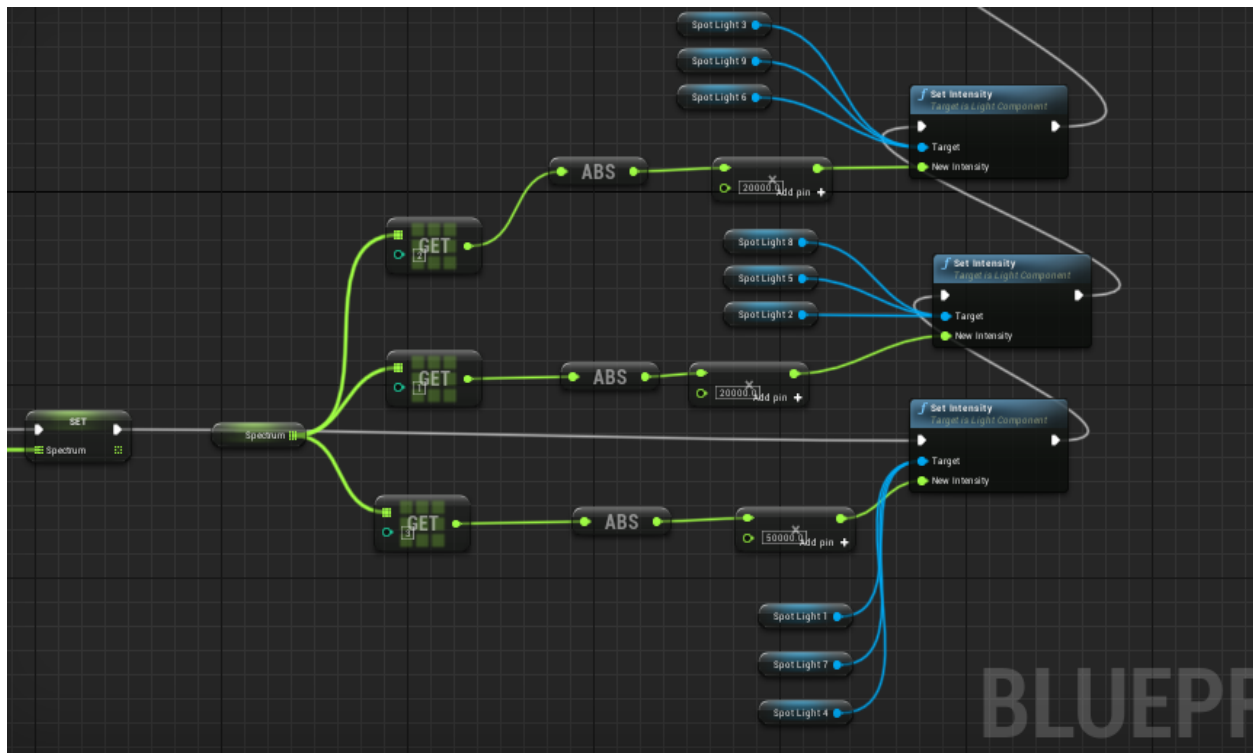 Spot Light 3
Spot Light 9
Spot Light 6
Set Intensity
Target is Light Component
Target
New Intensity
ABS
20000.0
Add pin
GET
2
Spot Light 8
Spot Light 5
Spot Light 2
Set Intensity
Target is Light Component
Target
New Intensity
GET
1
ABS
20000.0
Add pin
SET
Spectrum
Spectrum
Set Intensity
Target is Light Component
Target
New Intensity
GET
3
ABS
50000.0
Add pin
Spot Light 1
Spot Light 7
Spot Light 4
BLUEPR